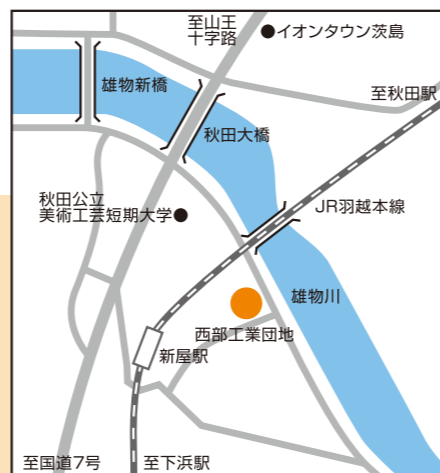 至山王
十字路
●イオンタウン茨島
雄物新橋
至秋田駅
秋田大橋
秋田公立
美術工芸短期大学●
JR羽越本線
雄物川
西部工業団地
新屋駅
至国道7号
至下浜駅